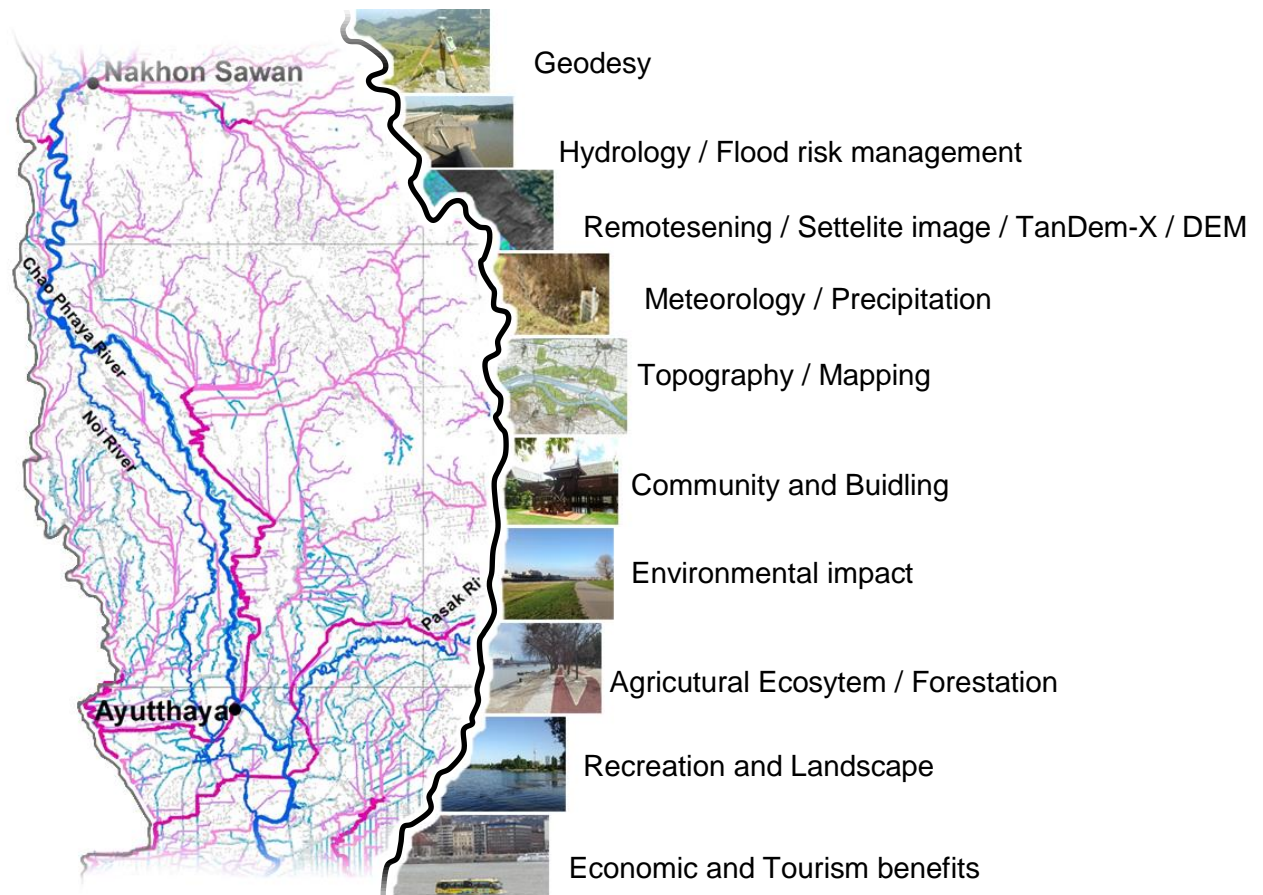 Nakhon Sawan
Geodesy
Hydrology / Flood risk management
Remotesening / Settelite image / TanDem-X / DEM
Chao Phraya River
Meteorology / Precipitation
Topography / Mapping
Noi River
Community and Buidling
Environmental impact
Pasak Ri
Agricutural Ecosytem / Forestation
Ayutthaya
Recreation and Landscape
Economic and Tourism benefits